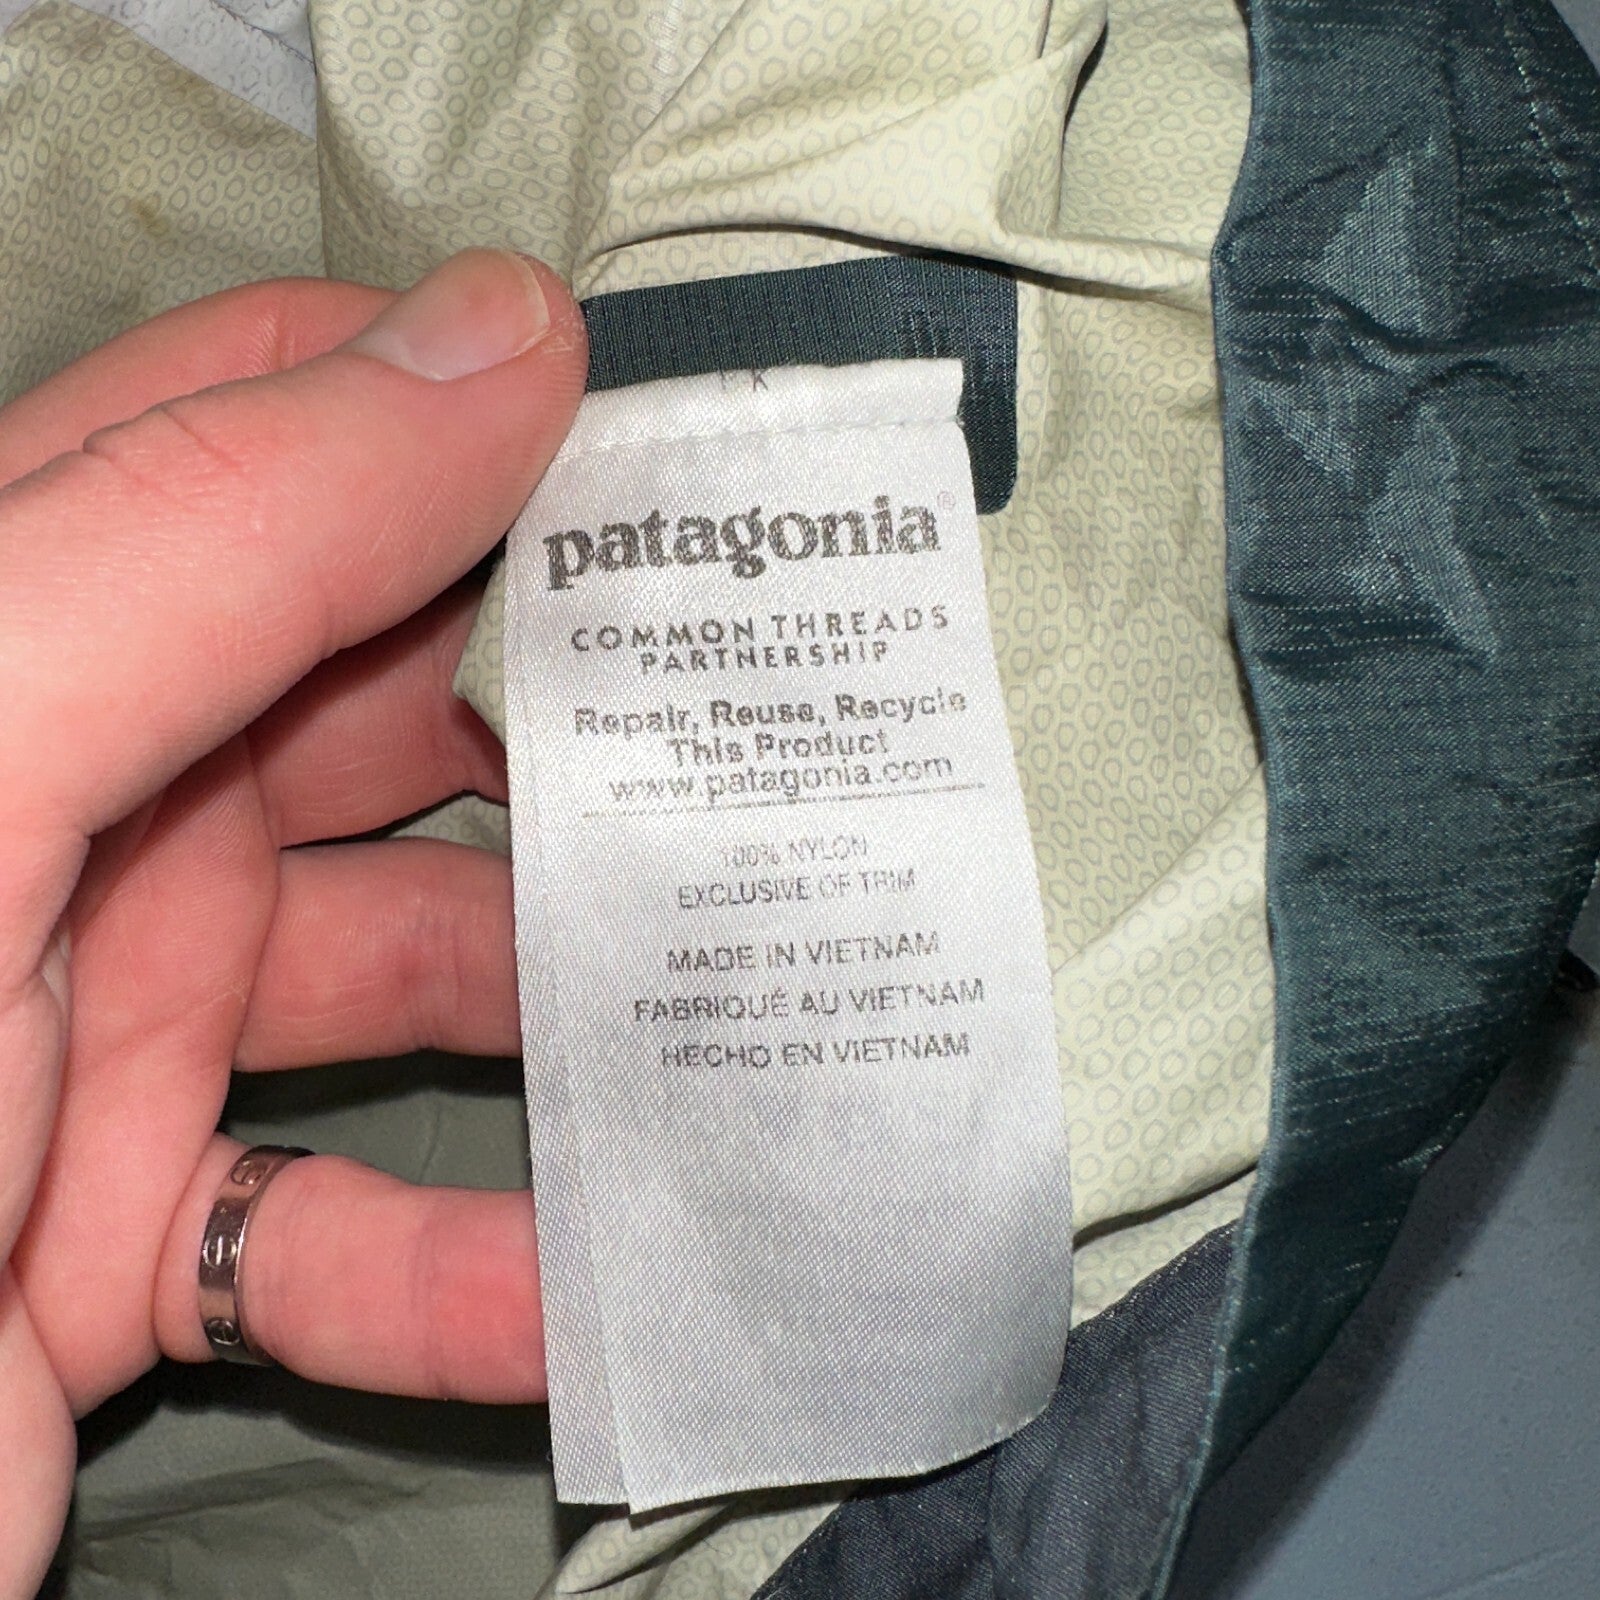 patagonia®
COMMON THREADS
PARTNERSHIP
Repair, Reuse, Recycle
This Product
www.patagonia.com
100% NYLON
EXCLUSIVE OF TRIM
MADE IN VIETNAM
FABRIQUÉ AU VIETNAM
HECHO EN VIETNAM